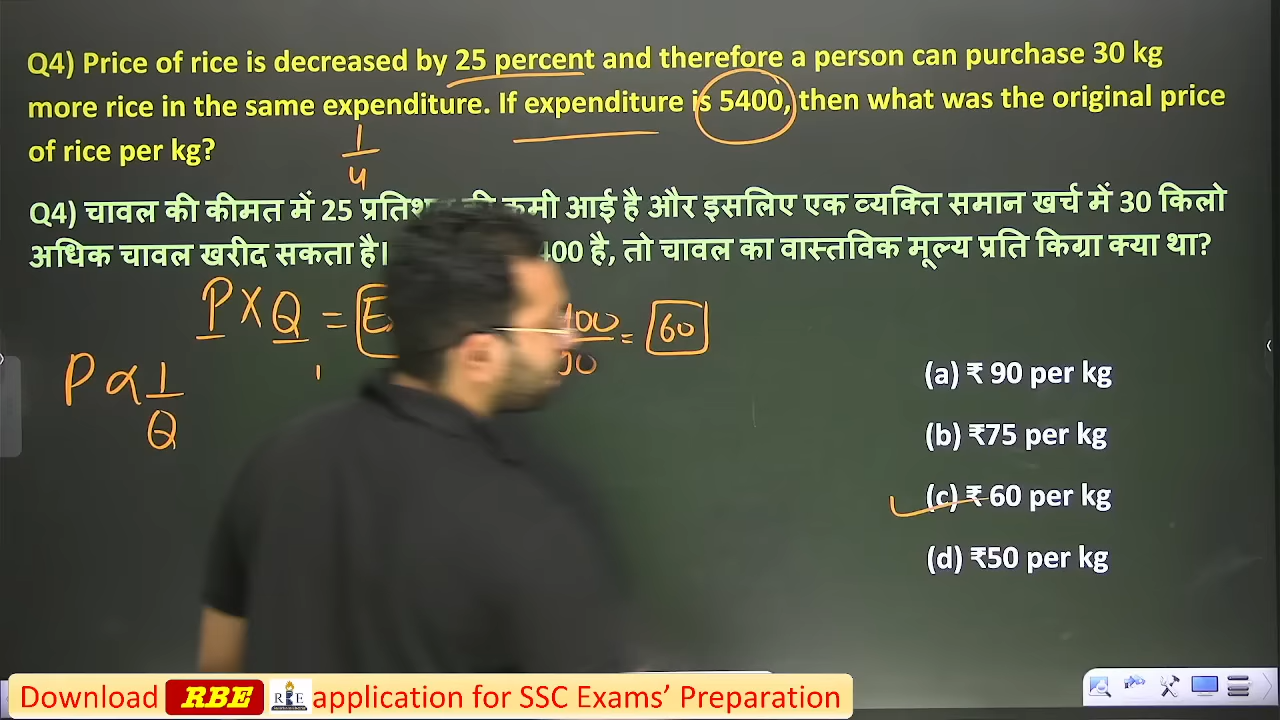 Q4) Price of rice is decreased by 25 percent and therefore a person can purchase 30 kg
more rice in the same expenditure. If expenditure is 5400, then what was the original price
of rice per kg?
1
4
Q4) चावल की कीमत में 25 की कमी आई है और इसलिए एक व्यक्ति समान खर्च में 30 किलो
अधिक चावल खरीद सकता है। 400 है, तो चावल का वास्तविक मूल्य प्रति किग्रा क्या था?
P X Q = = 60
P ∝ 1
Q
(a) ₹ 90 per kg
(b) ₹75 per kg
(c) ₹ 60 per kg
(d) ₹50 per kg
Download RBE RBE application for SSC Exams’ Preparation